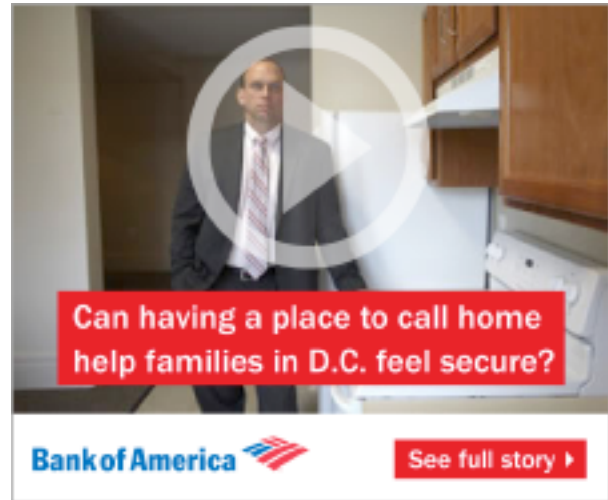 Can having a place to call home
help families in D.C. feel secure?
Bank of America
See full story